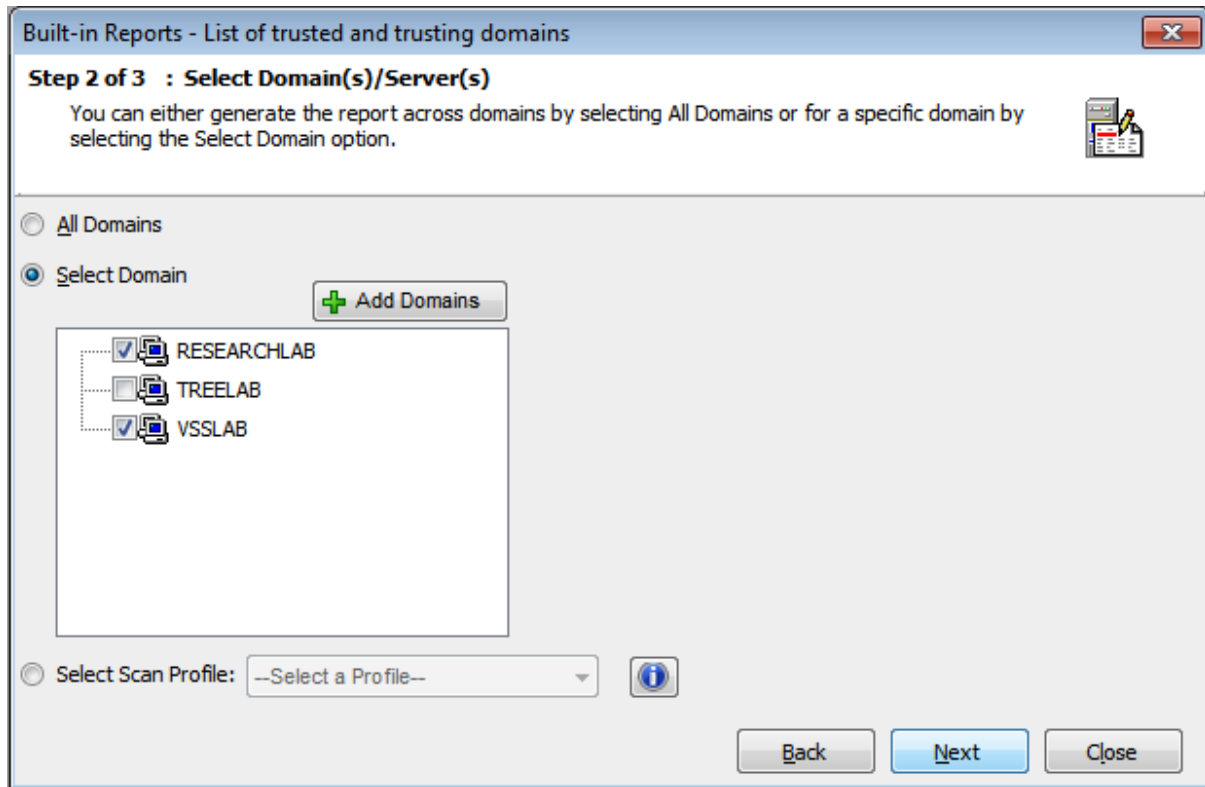 Built-in Reports - List of trusted and trusting domains
Step 2 of 3 : Select Domain(s)/Server(s)
You can either generate the report across domains by selecting All Domains or for a specific domain by
selecting the Select Domain option.
All Domains
Select Domain
Add Domains
RESEARCHLAB
TREELAB
VSSLAB
Select Scan Profile: --Select a Profile--
Back Next Close